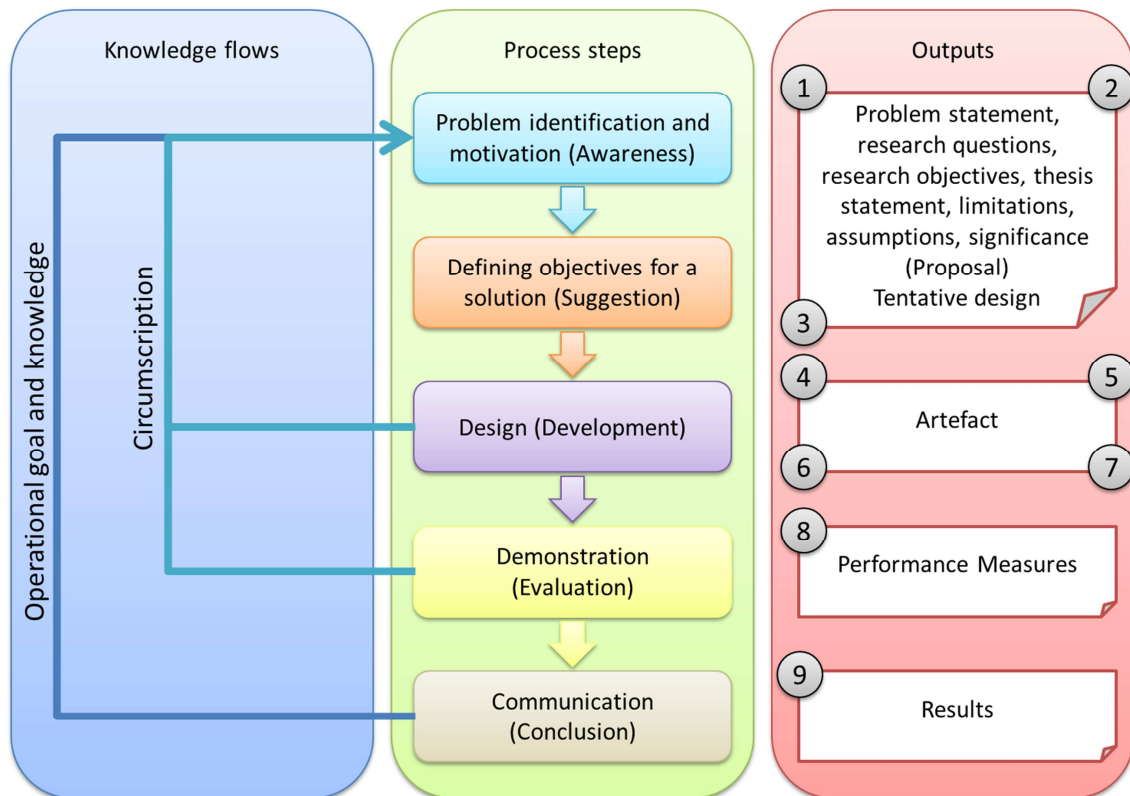 Knowledge flows
Operational goal and knowledge
Circumscription
Process steps
Problem identification and
motivation (Awareness)
Defining objectives for a
solution (Suggestion)
Design (Development)
Demonstration
(Evaluation)
Communication
(Conclusion)
Outputs
1
2
Problem statement,
research questions,
research objectives, thesis
statement, limitations,
assumptions, significance
(Proposal)
Tentative design
3
4
5
Artefact
6
7
8
Performance Measures
9
Results